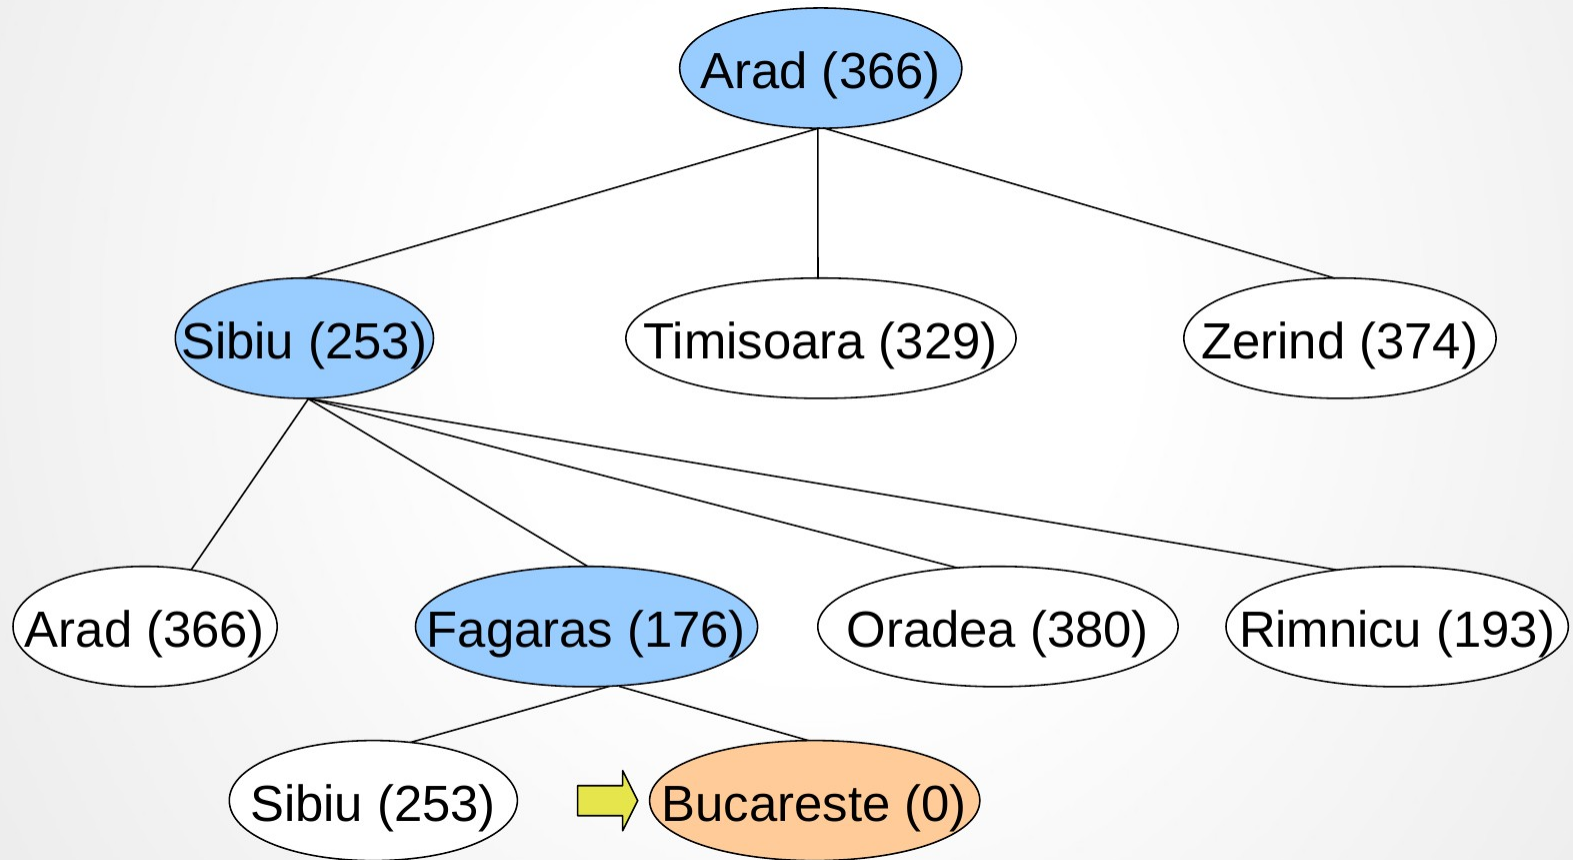 Arad (366)
Sibiu (253)
Timisoara (329)
Zerind (374)
Arad (366)
Fagaras (176)
Oradea (380)
Rimnicu (193)
Sibiu (253)
Bucareste (0)